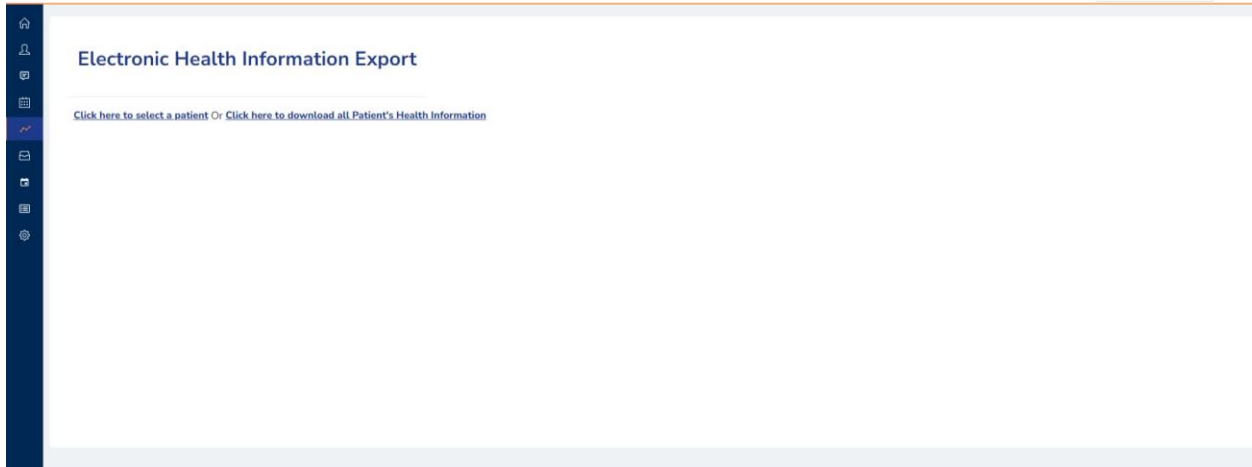 Electronic Health Information Export
Click here to select a patient Or Click here to download all Patient's Health Information